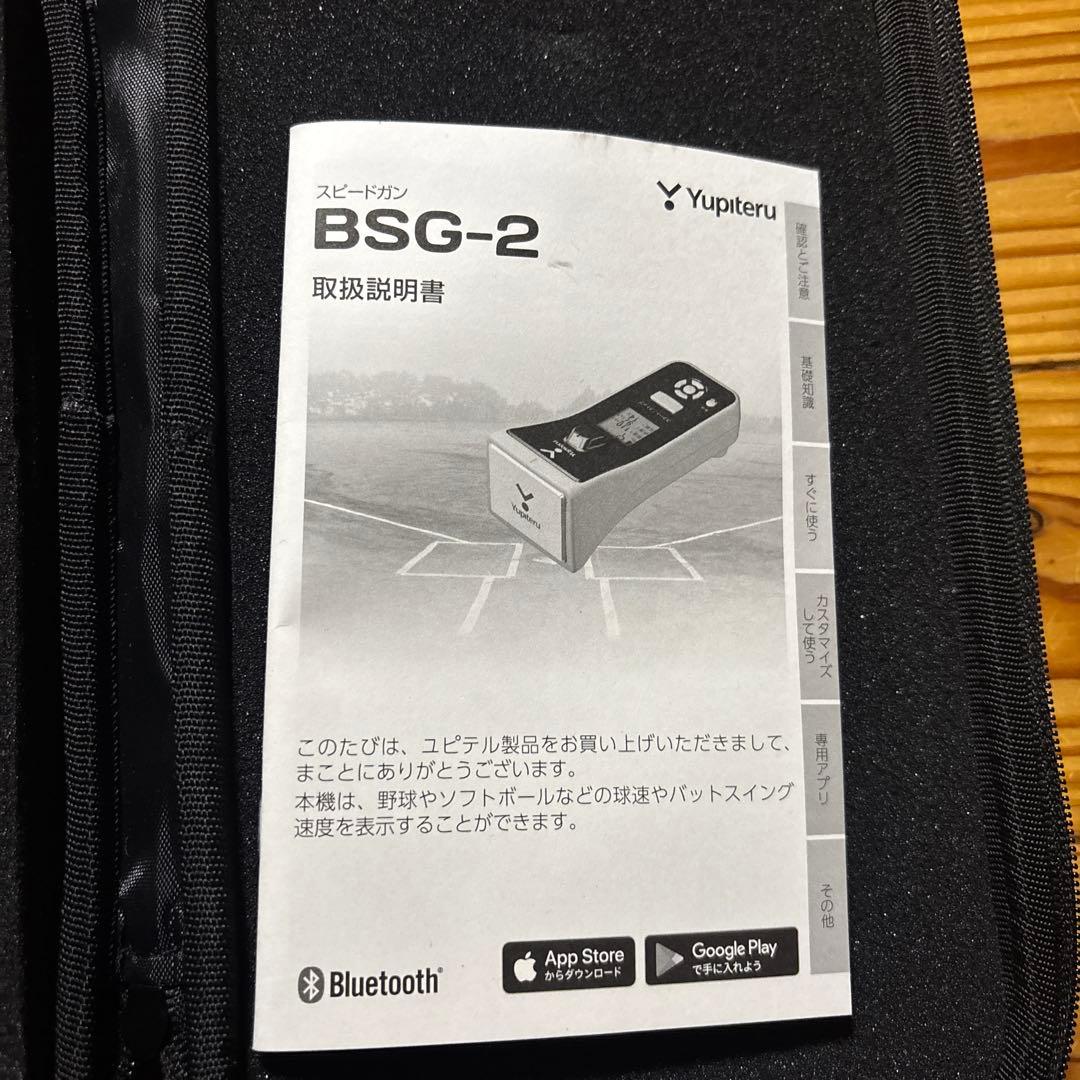 スピードガン
BSG-2
取扱説明書
Yupiteru
確認とご注意
基礎知識
すぐに使う
カスタマイズ
して使う
専用アプリ
その他
Yupiteru
このたびは、ユピテル製品をお買い上げいただきまして、
まことにありがとうございます。
本機は、野球やソフトボールなどの球速やバットスイング
速度を表示することができます。
Bluetooth®
App Store
からダウンロード
Google Play
で手に入れよう